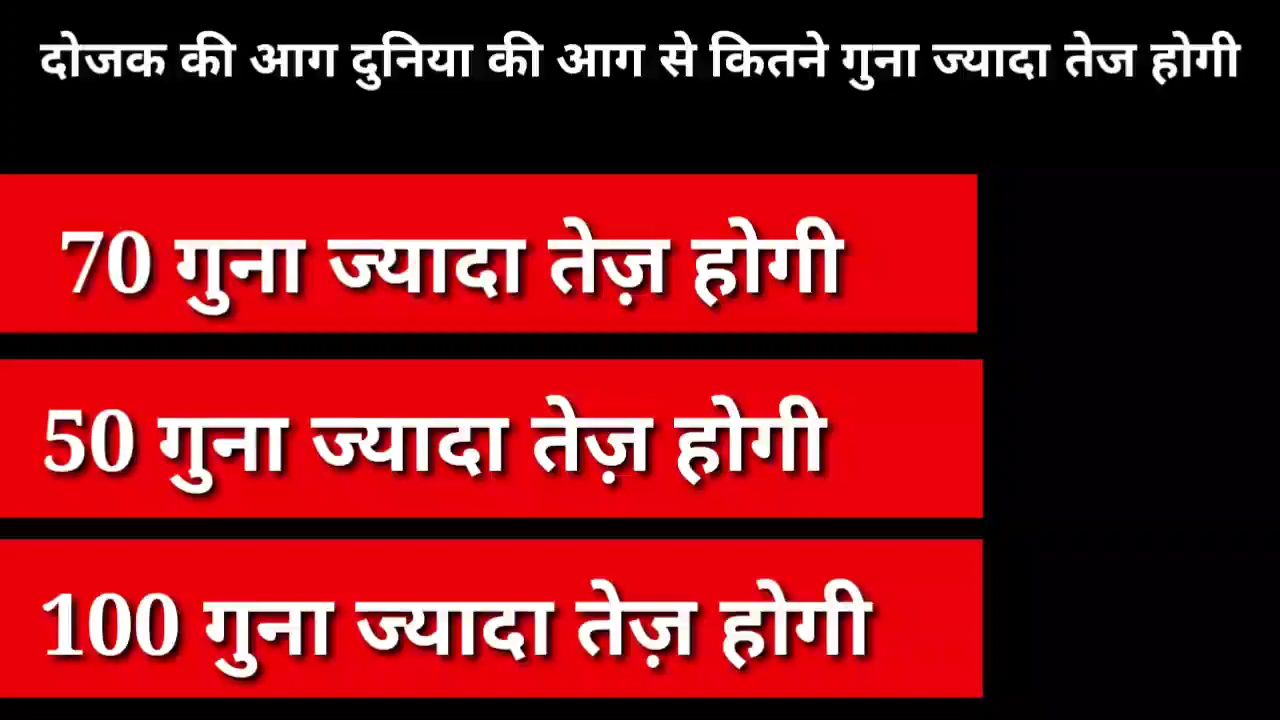 दोजक की आग दुनिया की आग से कितने गुना ज्यादा तेज होगी
70 गुना ज्यादा तेज़ होगी
50 गुना ज्यादा तेज़ होगी
100 गुना ज्यादा तेज़ होगी